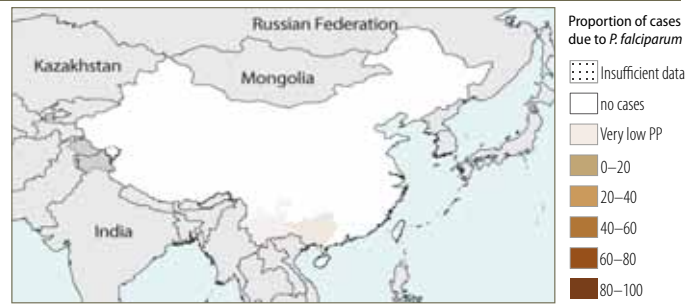 Russian Federation
Kazakhstan
Mongolia
India
Proportion of cases
due to P. falciparum
Insufficient data
no cases
Very low PP
0–20
20–40
40–60
60–80
80–100